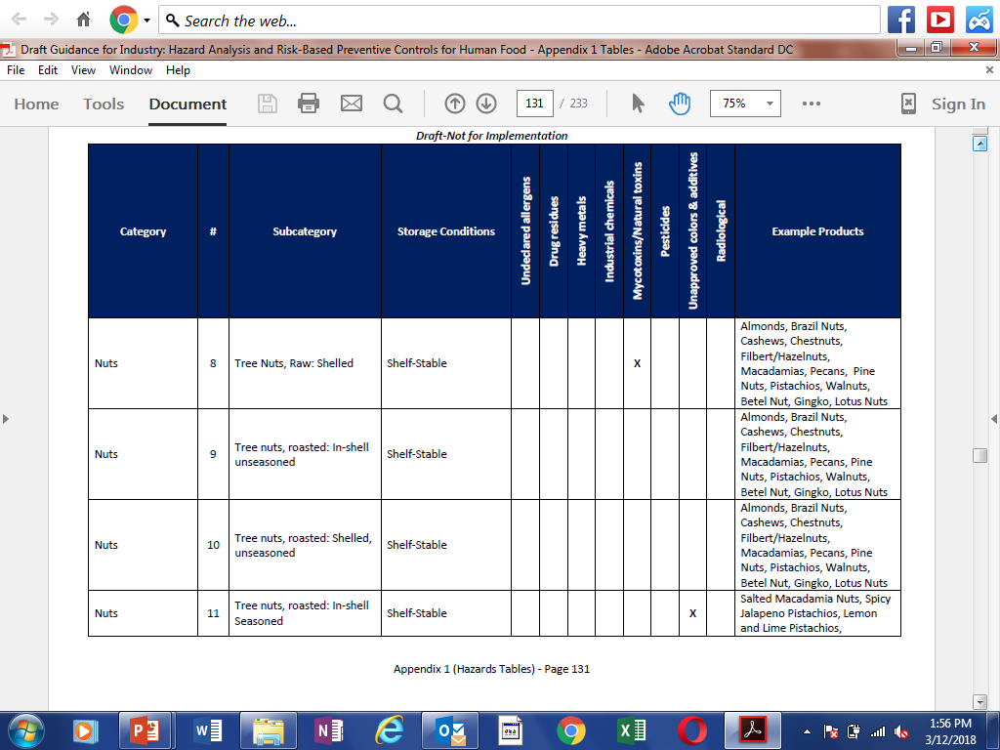 Search the web...
Draft Guidance for Industry: Hazard Analysis and Risk-Based Preventive Controls for Human Food - Appendix 1 Tables - Adobe Acrobat Standard DC
File Edit View Window Help
Home Tools Document 131 / 233 75% Sign In
Draft-Not for Implementation
Category # Subcategory Storage Conditions Undeclared allergens Drug residues Heavy metals Industrial chemicals Mycotoxins/Natural toxins Pesticides Unapproved colors & additives Radiological Example Products
Nuts 8 Tree Nuts, Raw: Shelled Shelf-Stable X
Almonds, Brazil Nuts,
Cashews, Chestnuts,
Filbert/Hazelnuts,
Macadamias, Pecans, Pine
Nuts, Pistachios, Walnuts,
Betel Nut, Gingko, Lotus Nuts
Nuts 9 Tree nuts, roasted: In-shell
unseasoned
Shelf-Stable
Almonds, Brazil Nuts,
Cashews, Chestnuts,
Filbert/Hazelnuts,
Macadamias, Pecans, Pine
Nuts, Pistachios, Walnuts,
Betel Nut, Gingko, Lotus Nuts
Nuts 10 Tree nuts, roasted: Shelled,
unseasoned
Shelf-Stable
Almonds, Brazil Nuts,
Cashews, Chestnuts,
Filbert/Hazelnuts,
Macadamias, Pecans, Pine
Nuts, Pistachios, Walnuts,
Betel Nut, Gingko, Lotus Nuts
Nuts 11 Tree nuts, roasted: In-shell
Seasoned
Shelf-Stable X
Salted Macadamia Nuts, Spicy
Jalapeno Pistachios, Lemon
and Lime Pistachios,
Appendix 1 (Hazards Tables) - Page 131
1:56 PM
3/12/2018